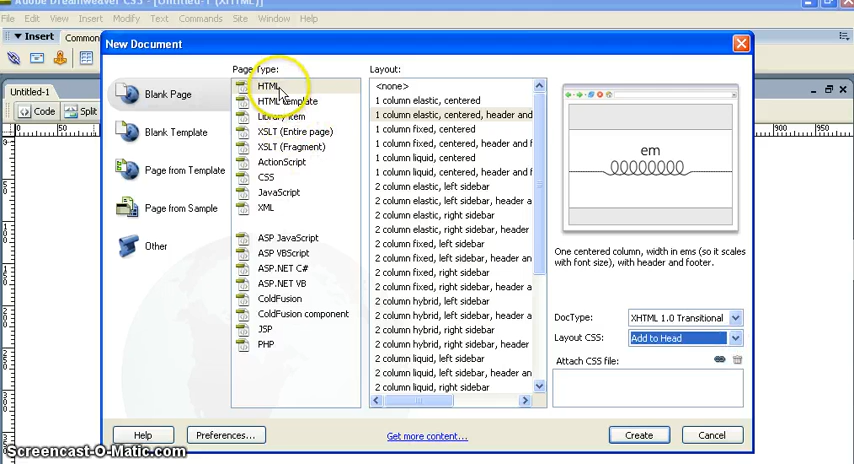 Adobe Dreamweaver CS3 - [Untitled-1 (XHTML)]
File Edit View Insert Modify Text Commands Site Window Help
Insert Common
New Document
Untitled-1
Code Split
Blank Page
Blank Template
Page from Template
Page from Sample
Other
Page Type:
HTML
HTML template
Library item
XSLT (Entire page)
XSLT (Fragment)
ActionScript
CSS
JavaScript
XML
ASP JavaScript
ASP VBScript
ASP.NET C#
ASP.NET VB
ColdFusion
ColdFusion component
JSP
PHP
Layout:
<none>
1 column elastic, centered
1 column elastic, centered, header and
1 column fixed, centered
1 column fixed, centered, header and f
1 column liquid, centered
1 column liquid, centered, header and
2 column elastic, left sidebar
2 column elastic, left sidebar, header a
2 column elastic, right sidebar
2 column elastic, right sidebar, header
2 column fixed, left sidebar
2 column fixed, left sidebar, header an
2 column fixed, right sidebar
2 column fixed, right sidebar, header a
2 column hybrid, left sidebar
2 column hybrid, left sidebar, header a
2 column hybrid, right sidebar
2 column hybrid, right sidebar, header
2 column liquid, left sidebar
2 column liquid, left sidebar, header an
2 column liquid, right sidebar
em
One centered column, width in ems (so it scales
with font size), with header and footer.
DocType: XHTML 1.0 Transitional
Layout CSS: Add to Head
Attach CSS file:
Help Preferences... Get more content... Create Cancel
Screencast-O-Matic.com